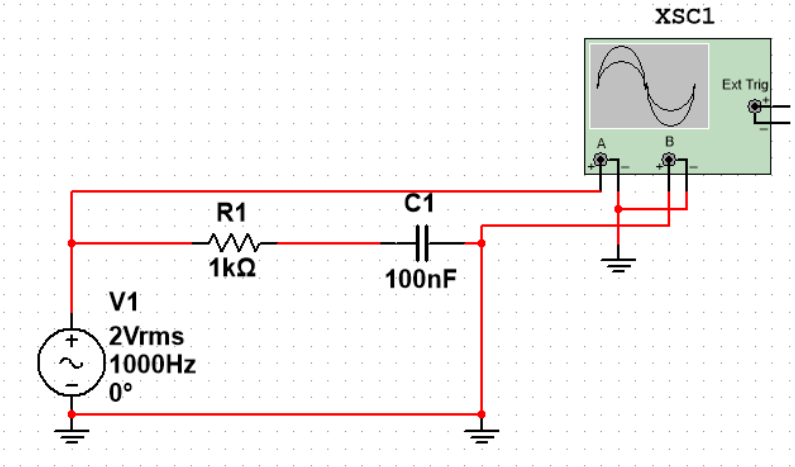 XSC1
Ext Trig
+
−
A
B
+ −
+ −
R1
1kΩ
C1
100nF
V1
2Vrms
1000Hz
0°
+
−